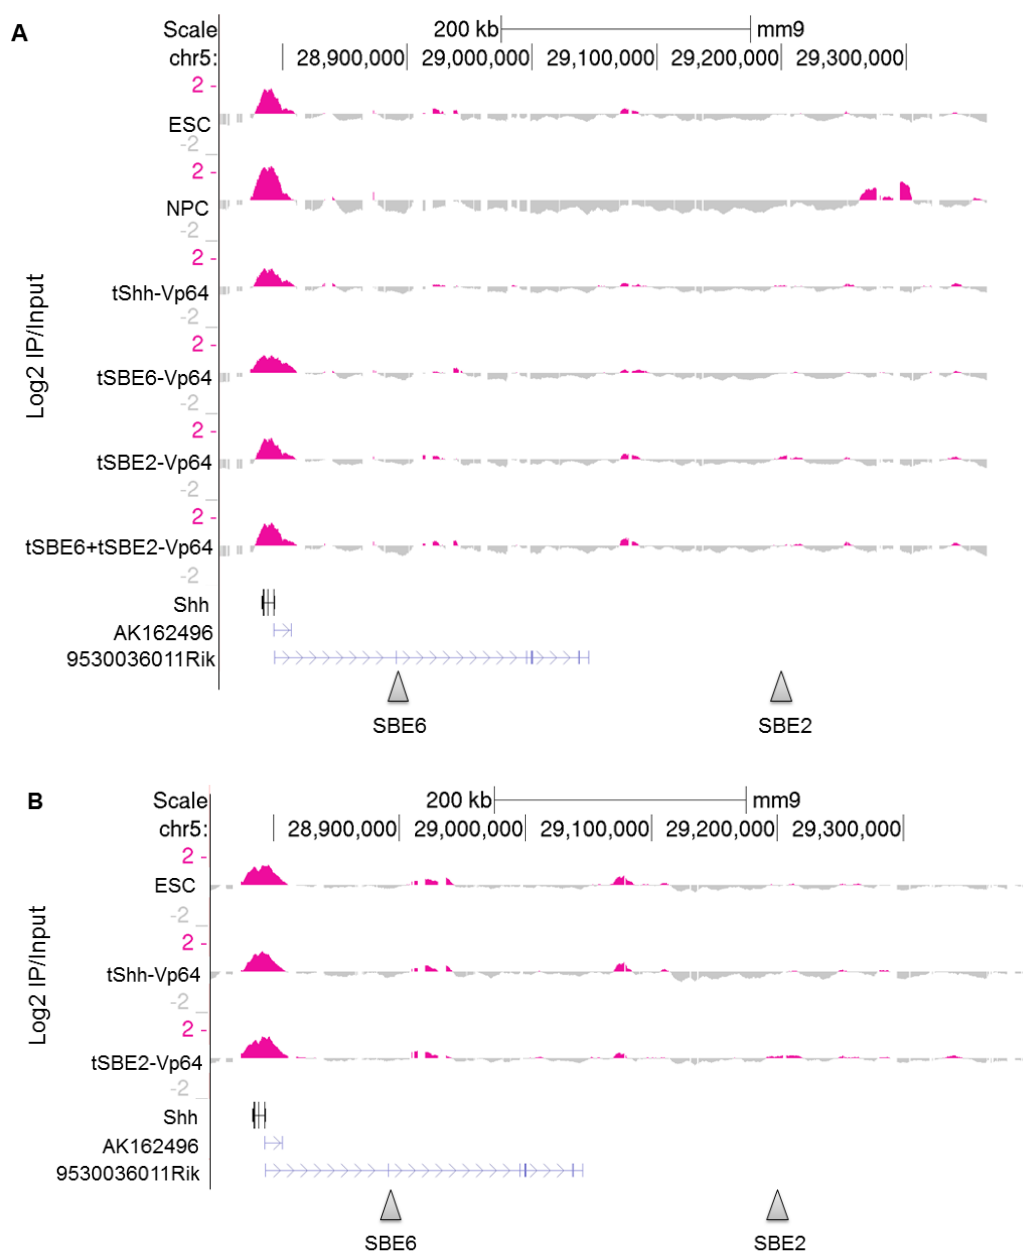 A
Scale 200 kb mm9
chr5: 28,900,000 29,000,000 29,100,000 29,200,000 29,300,000
Log2 IP/Input
2 -
ESC
-2
2 -
NPC
-2
2 -
tShh-Vp64
-2
2 -
tSBE6-Vp64
-2
2 -
tSBE2-Vp64
-2
2 -
tSBE6+tSBE2-Vp64
-2
Shh
AK162496
9530036011Rik
SBE6 SBE2
B
Scale 200 kb mm9
chr5: 28,900,000 29,000,000 29,100,000 29,200,000 29,300,000
Log2 IP/Input
2 -
ESC
-2
2 -
tShh-Vp64
-2
2 -
tSBE2-Vp64
-2
Shh
AK162496
9530036011Rik
SBE6 SBE2